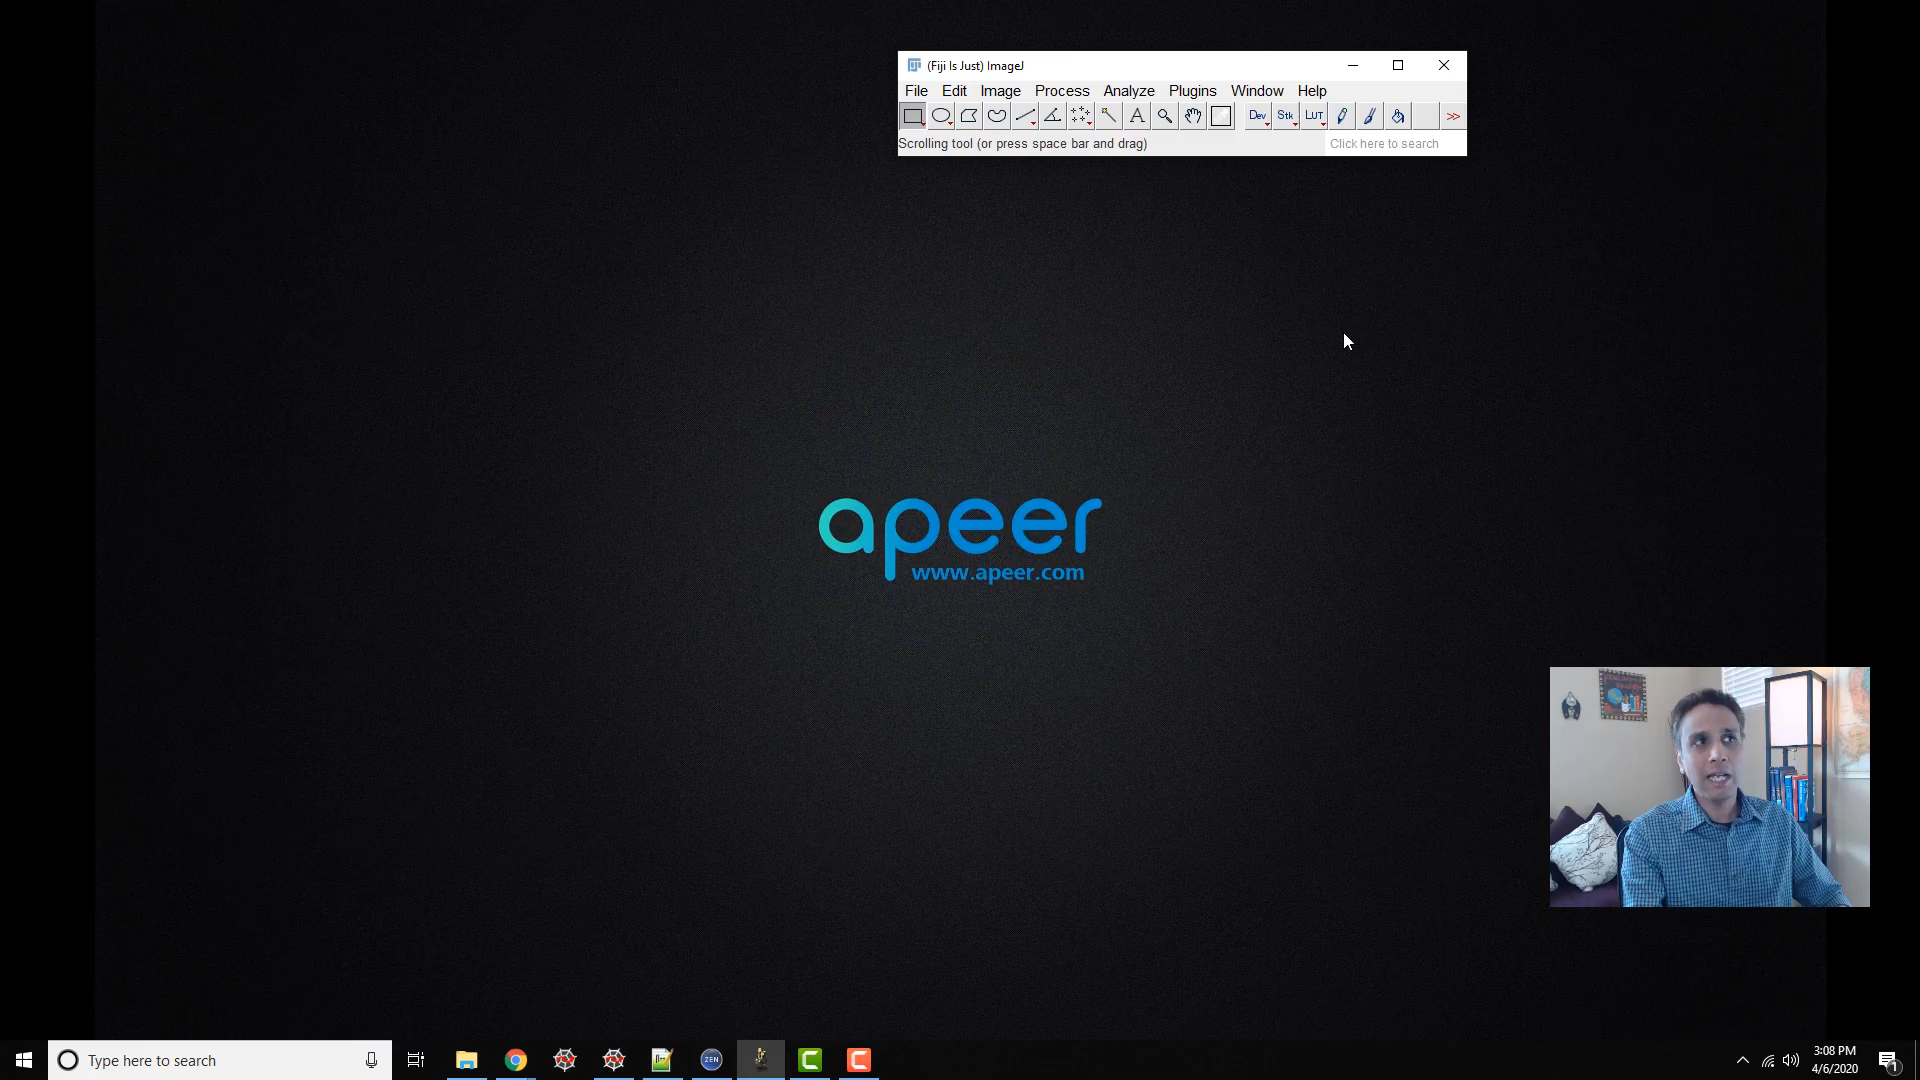 (Fiji Is Just) ImageJ
File Edit Image Process Analyze Plugins Window Help
Dev Stk LUT >>
Scrolling tool (or press space bar and drag)
Click here to search
apeer
www.apeer.com
Type here to search
ZEN
3:08 PM
4/6/2020
1